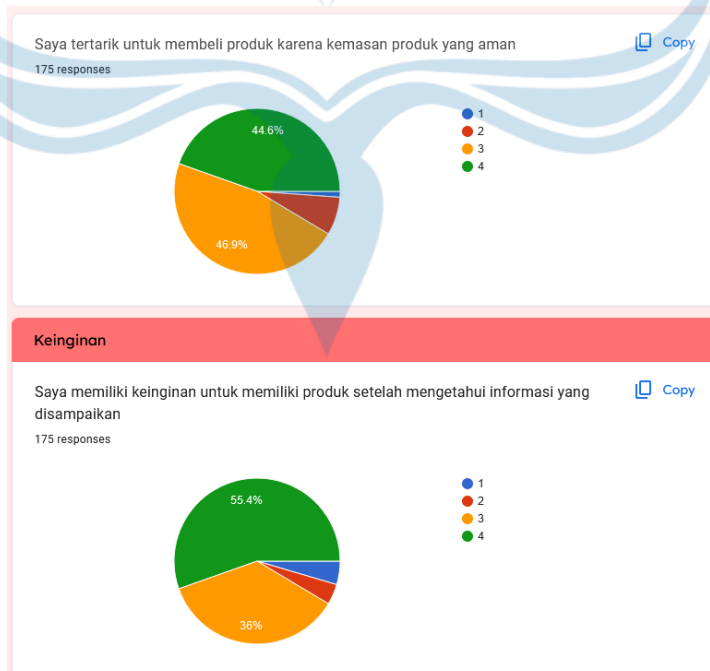 Saya tertarik untuk membeli produk karena kemasan produk yang aman
Copy
175 responses
44.6%
46.9%
1
2
3
4
Keinginan
Saya memiliki keinginan untuk memiliki produk setelah mengetahui informasi yang
disampaikan
Copy
175 responses
55.4%
36%
1
2
3
4